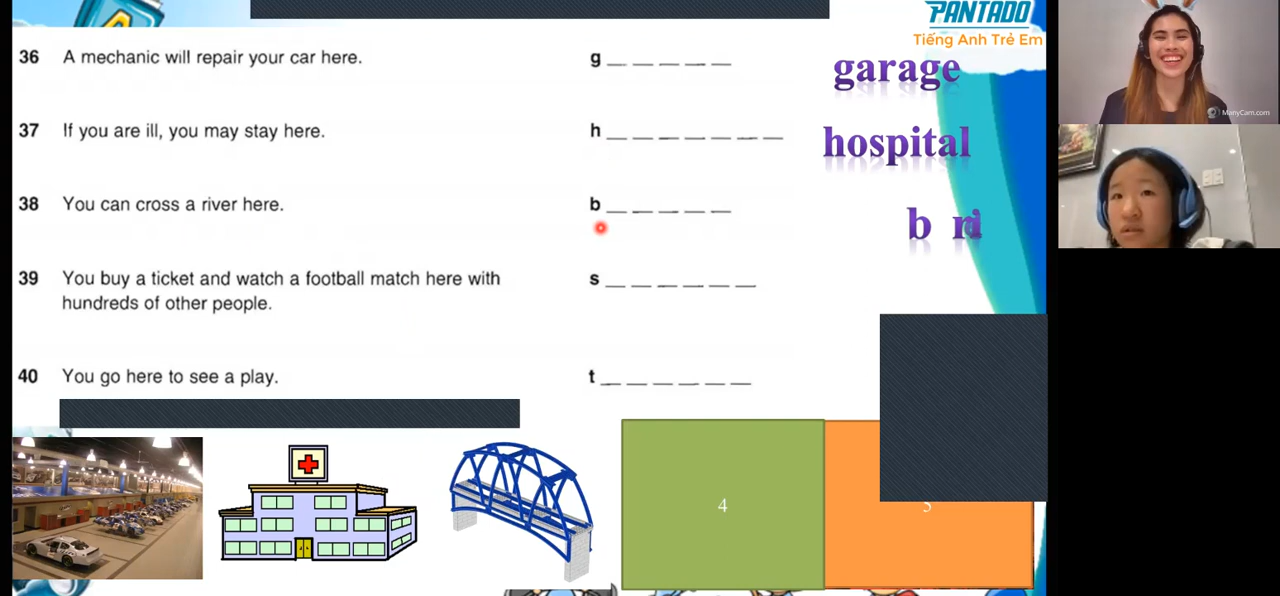 PANTADO
Tiếng Anh Trẻ Em
36 A mechanic will repair your car here. g _ _ _ _ _ garage
37 If you are ill, you may stay here. h _ _ _ _ _ _ _ hospital
38 You can cross a river here. b _ _ _ _ _ b ri
39 You buy a ticket and watch a football match here with s _ _ _ _ _ _
hundreds of other people.
40 You go here to see a play. t _ _ _ _ _ _
4
ManyCam.com